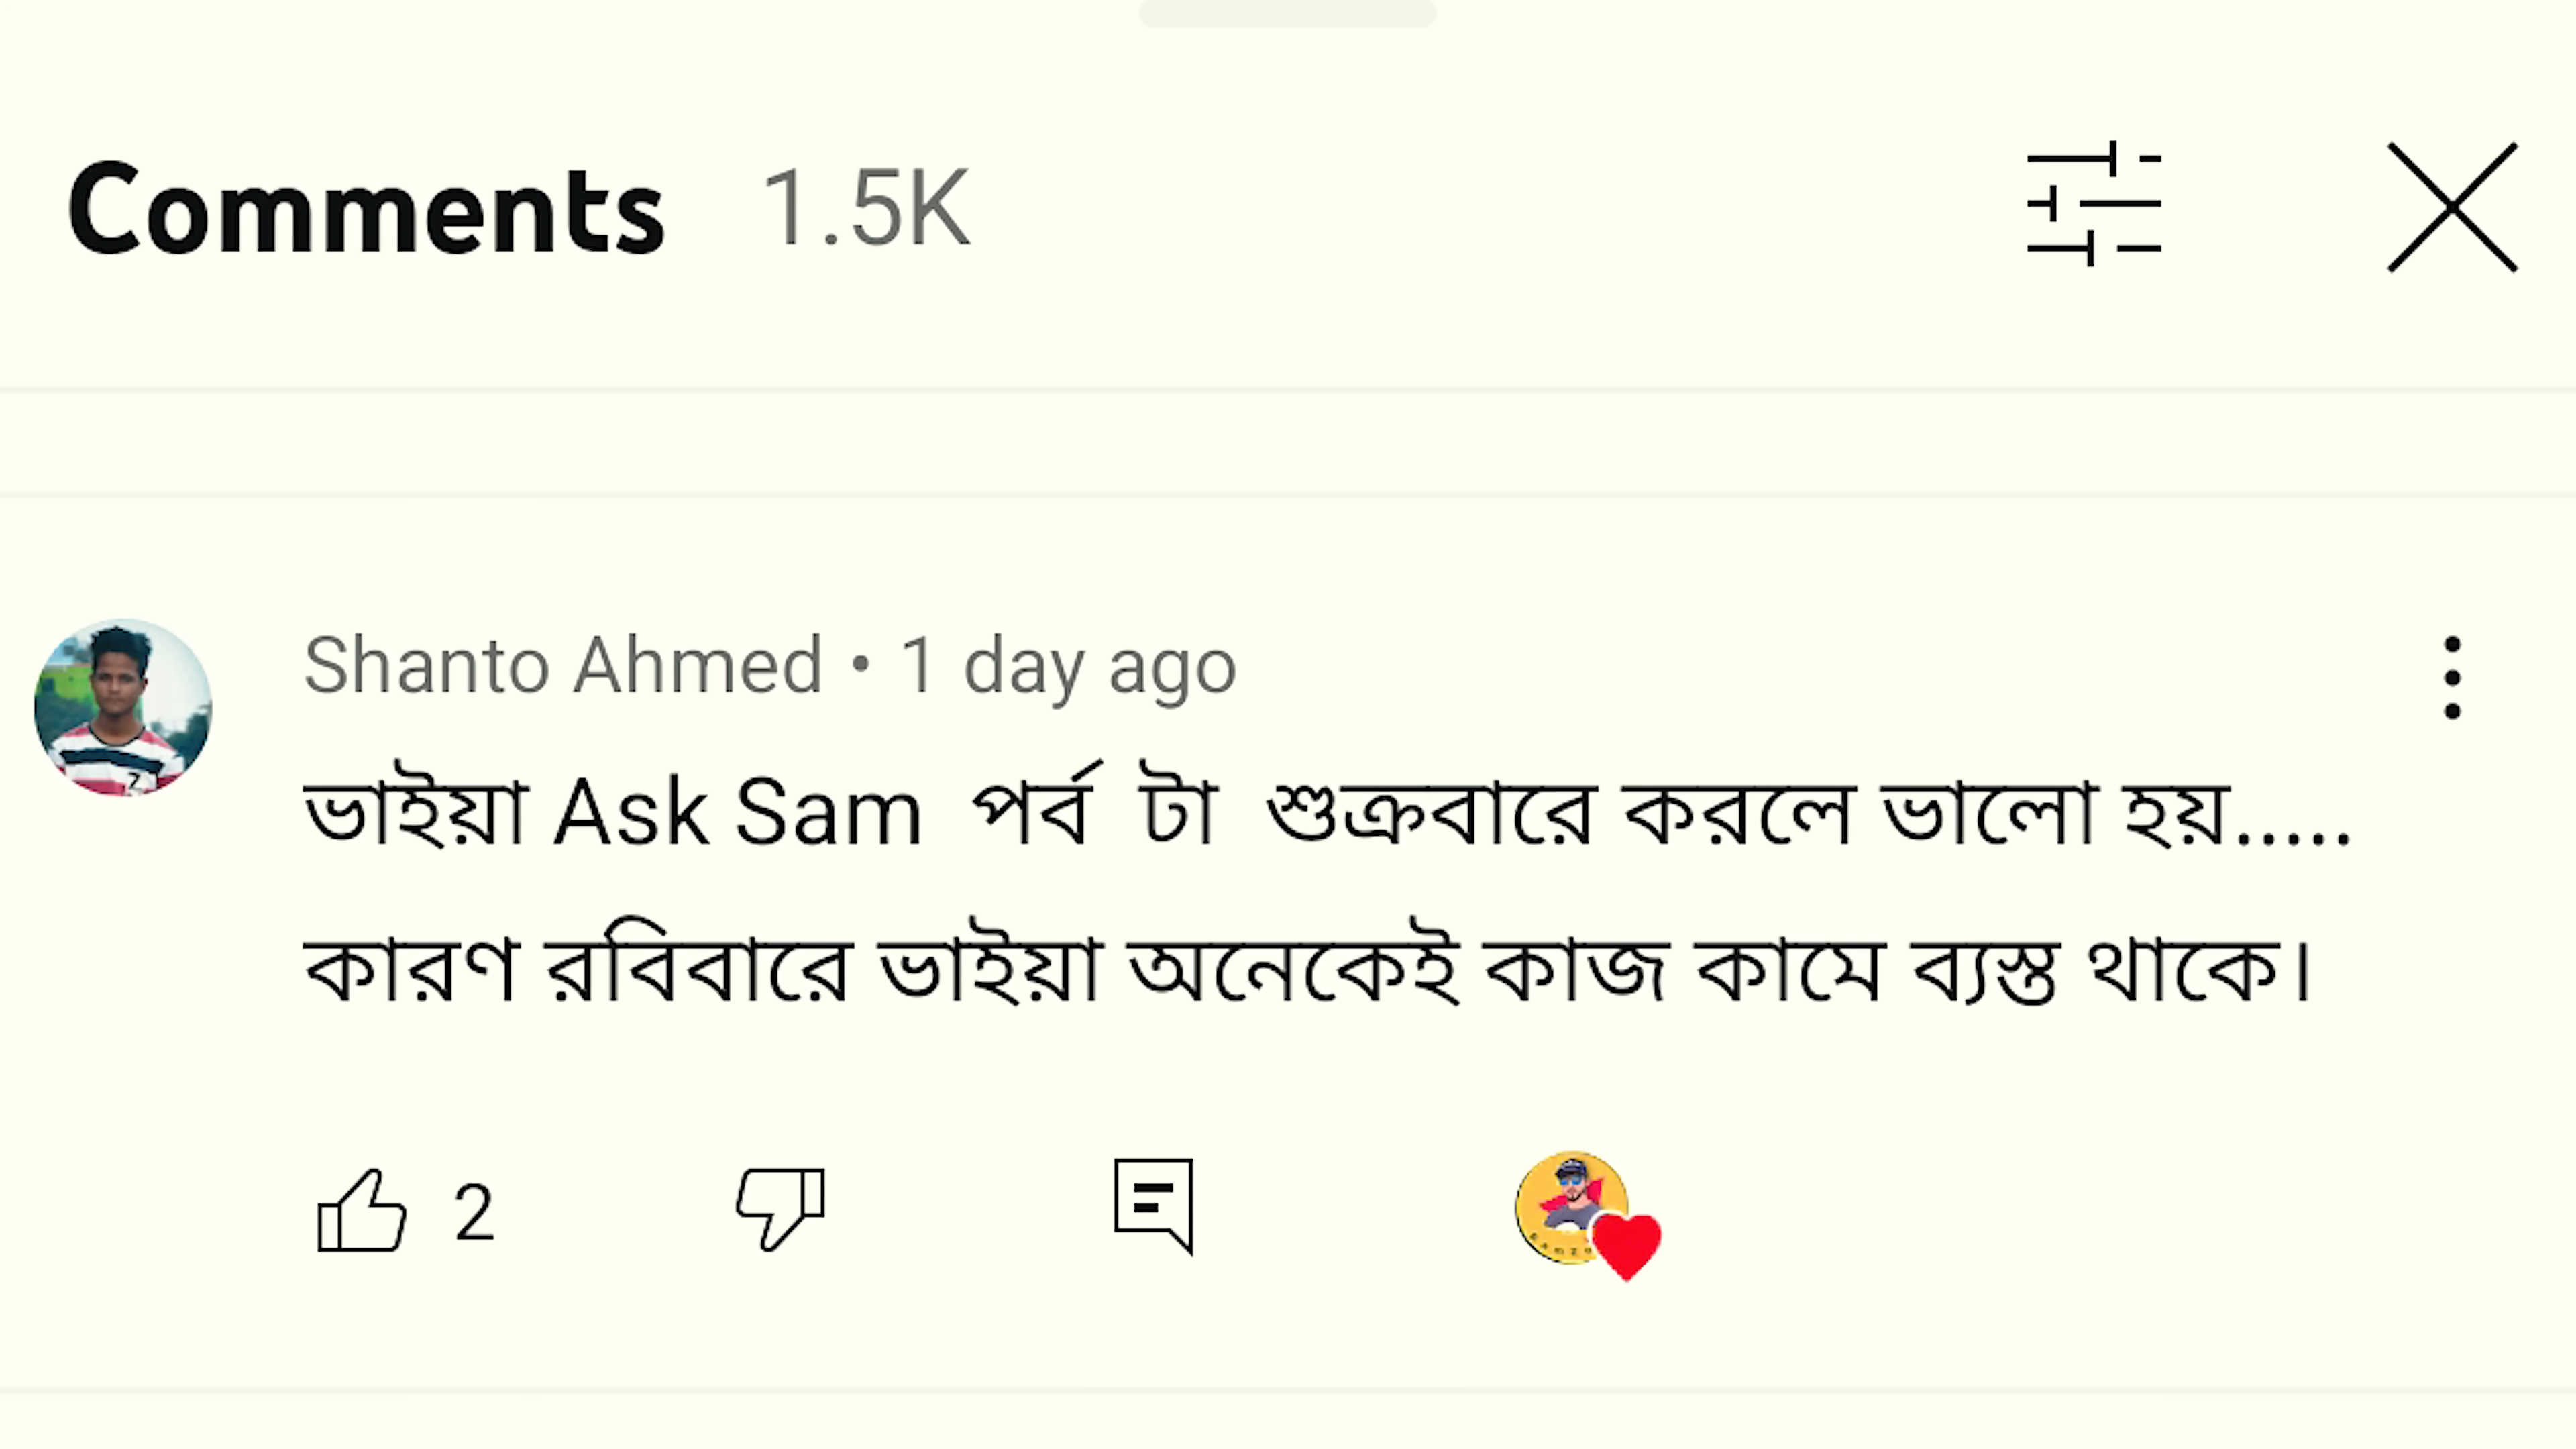 Comments 1.5K
Shanto Ahmed • 1 day ago
ভাইয়া Ask Sam পর্ব টা শুক্রবারে করলে ভালো হয়.....
কারণ রবিবারে ভাইয়া অনেকেই কাজ কামে ব্যস্ত থাকে।
2